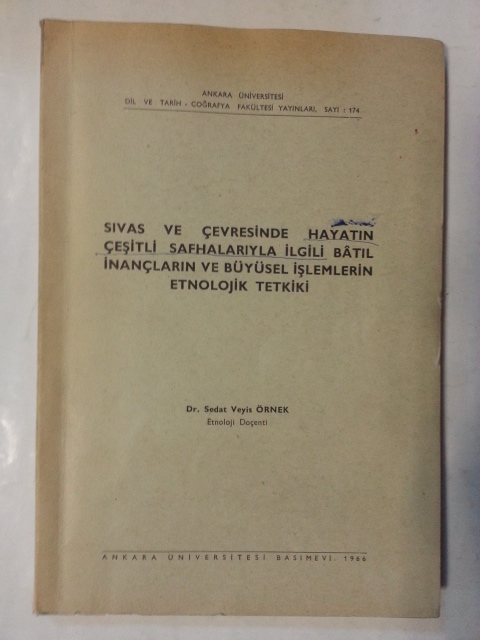 ANKARA ÜNİVERSİTESİ
DİL VE TARİH - COĞRAFYA FAKÜLTESİ YAYINLARI, SAYI : 174
SIVAS VE ÇEVRESİNDE HAYATIN
ÇEŞİTLİ SAFHALARIYLA İLGİLİ BÂTIL
İNANÇLARIN VE BÜYÜSEL İŞLEMLERİN
ETNOLOJİK TETKİKİ
Dr. Sedat Veyis ÖRNEK
Etnoloji Doçenti
ANKARA ÜNİVERSİTESİ BASIMEVİ. 1966